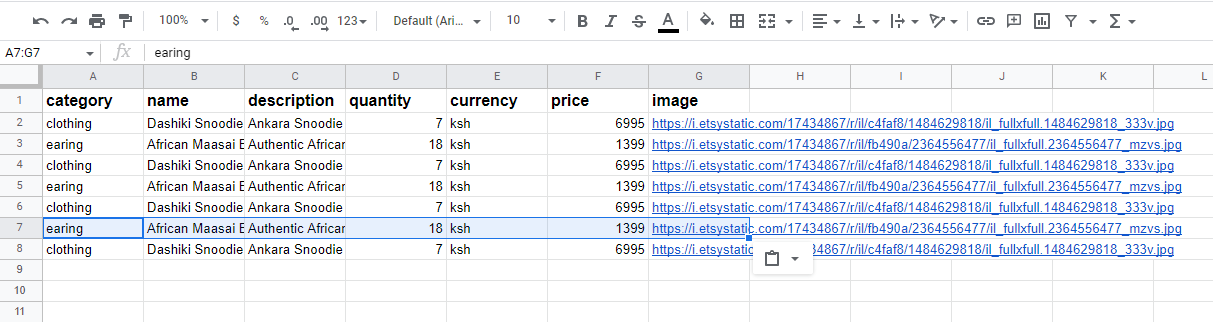 100% $ % .0 .00 123 Default (Ari... 10 B I S A
A7:G7 fx earing
A B C D E F G H I J K L
1 category name description quantity currency price image
2 clothing Dashiki Snoodie Ankara Snoodie 7 ksh 6995 https://i.etsystatic.com/17434867/r/il/c4faf8/1484629818/il_fullxfull.1484629818_333v.jpg
3 earing African Maasai E Authentic African 18 ksh 1399 https://i.etsystatic.com/17434867/r/il/fb490a/2364556477/il_fullxfull.2364556477_mzvs.jpg
4 clothing Dashiki Snoodie Ankara Snoodie 7 ksh 6995 https://i.etsystatic.com/17434867/r/il/c4faf8/1484629818/il_fullxfull.1484629818_333v.jpg
5 earing African Maasai E Authentic African 18 ksh 1399 https://i.etsystatic.com/17434867/r/il/fb490a/2364556477/il_fullxfull.2364556477_mzvs.jpg
6 clothing Dashiki Snoodie Ankara Snoodie 7 ksh 6995 https://i.etsystatic.com/17434867/r/il/c4faf8/1484629818/il_fullxfull.1484629818_333v.jpg
7 earing African Maasai E Authentic African 18 ksh 1399 https://i.etsystatic.com/17434867/r/il/fb490a/2364556477/il_fullxfull.2364556477_mzvs.jpg
8 clothing Dashiki Snoodie Ankara Snoodie 7 ksh 6995 https://i.etsystatic.com/17434867/r/il/c4faf8/1484629818/il_fullxfull.1484629818_333v.jpg
9
10
11